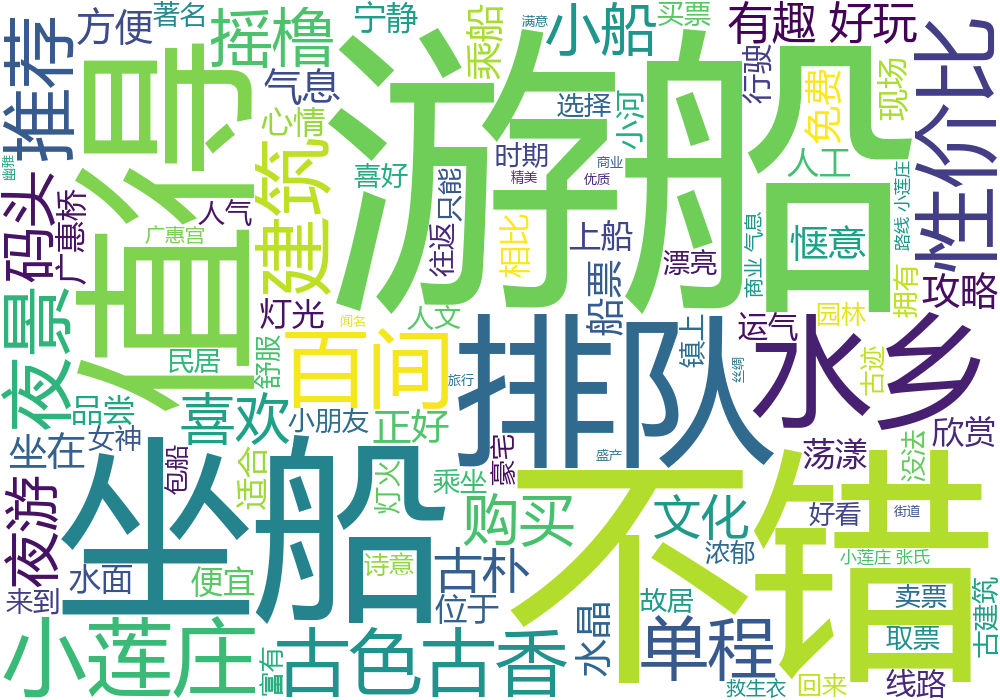 方便
著名
宁静
乘船
满意
小船
买票
有趣 好玩
推荐
值得
摇橹
气息
心情
游船
选择
小河
行驶
免费
现场
性价比
幽雅
码头
广惠桥
人气
广惠宫
建筑
喜好
时期
精美
商业
优质
往返 只能
相比
上船
漂亮
人工
惬意
路线 小莲庄
商业 气息
拥有
攻略
夜景
灯光
闻名
人文
船票
运气
园林
民居
舒服
百间
排队
镇上
丝绸
旅行
水乡
古迹
品尝
喜欢
小朋友
正好
豪宅
盛产
欣赏
坐在
女神
包船
适合
灯火
乘坐
荡漾
没法
夜游
坐船
购买
不错
文化
好看
街道
水面
便宜
诗意
古朴
浓郁
小莲庄 张氏
来到
位于
故居
卖票
古建筑
小莲庄
富有
古色古香
水晶
单程
取票
救生衣
回来
线路